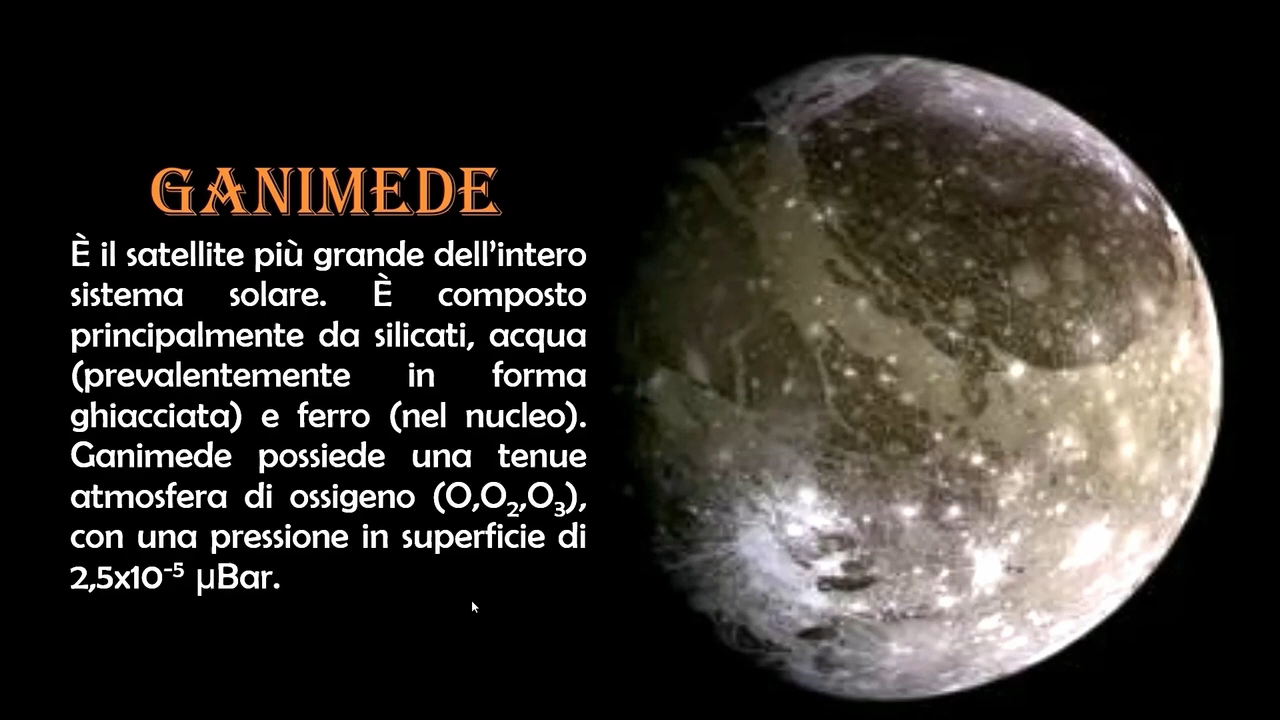 GANIMEDE
È il satellite più grande dell’intero
sistema solare. È composto
principalmente da silicati, acqua
(prevalentemente in forma
ghiacciata) e ferro (nel nucleo).
Ganimede possiede una tenue
atmosfera di ossigeno (O,O₂,O₃),
con una pressione in superficie di
2,5x10⁻⁵ µBar.